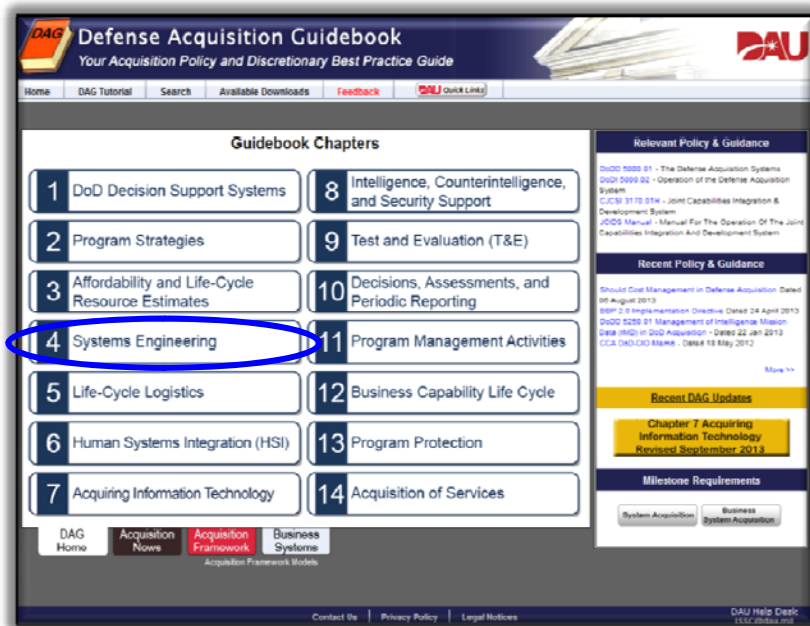 DAG
Defense Acquisition Guidebook
Your Acquisition Policy and Discretionary Best Practice Guide
DAU
Home DAG Tutorial Search Available Downloads Feedback DAU Quick Links
Guidebook Chapters
1 DoD Decision Support Systems
2 Program Strategies
3 Affordability and Life-Cycle
Resource Estimates
4 Systems Engineering
5 Life-Cycle Logistics
6 Human Systems Integration (HSI)
7 Acquiring Information Technology
8 Intelligence, Counterintelligence,
and Security Support
9 Test and Evaluation (T&E)
10 Decisions, Assessments, and
Periodic Reporting
11 Program Management Activities
12 Business Capability Life Cycle
13 Program Protection
14 Acquisition of Services
Relevant Policy & Guidance
DoDD 5000.01 - The Defense Acquisition Systems
DoDI 5000.02 - Operation of the Defense Acquisition
System
CJCSI 3170.01H - Joint Capabilities Integration &
Development System
JCIDS Manual - Manual For The Operation Of The Joint
Capabilities Integration And Development System
Recent Policy & Guidance
Should Cost Management in Defense Acquisition Dated
06 August 2013
BBP 2.0 Implementation Directive Dated 24 April 2013
DoDD 5250.01 Management of Intelligence Mission
Data (IMD) in DoD Acquisition - Dated 22 Jan 2013
CCA DoD-CIO Memo - Dated 18 May 2012
More >>
Recent DAG Updates
Chapter 7 Acquiring
Information Technology
Revised September 2013
Milestone Requirements
System Acquisition
Business
System Acquisition
DAG
Home
Acquisition
News
Acquisition
Framework
Business
Systems
Acquisition Framework Models
Contact Us | Privacy Policy | Legal Notices
DAU Help Desk